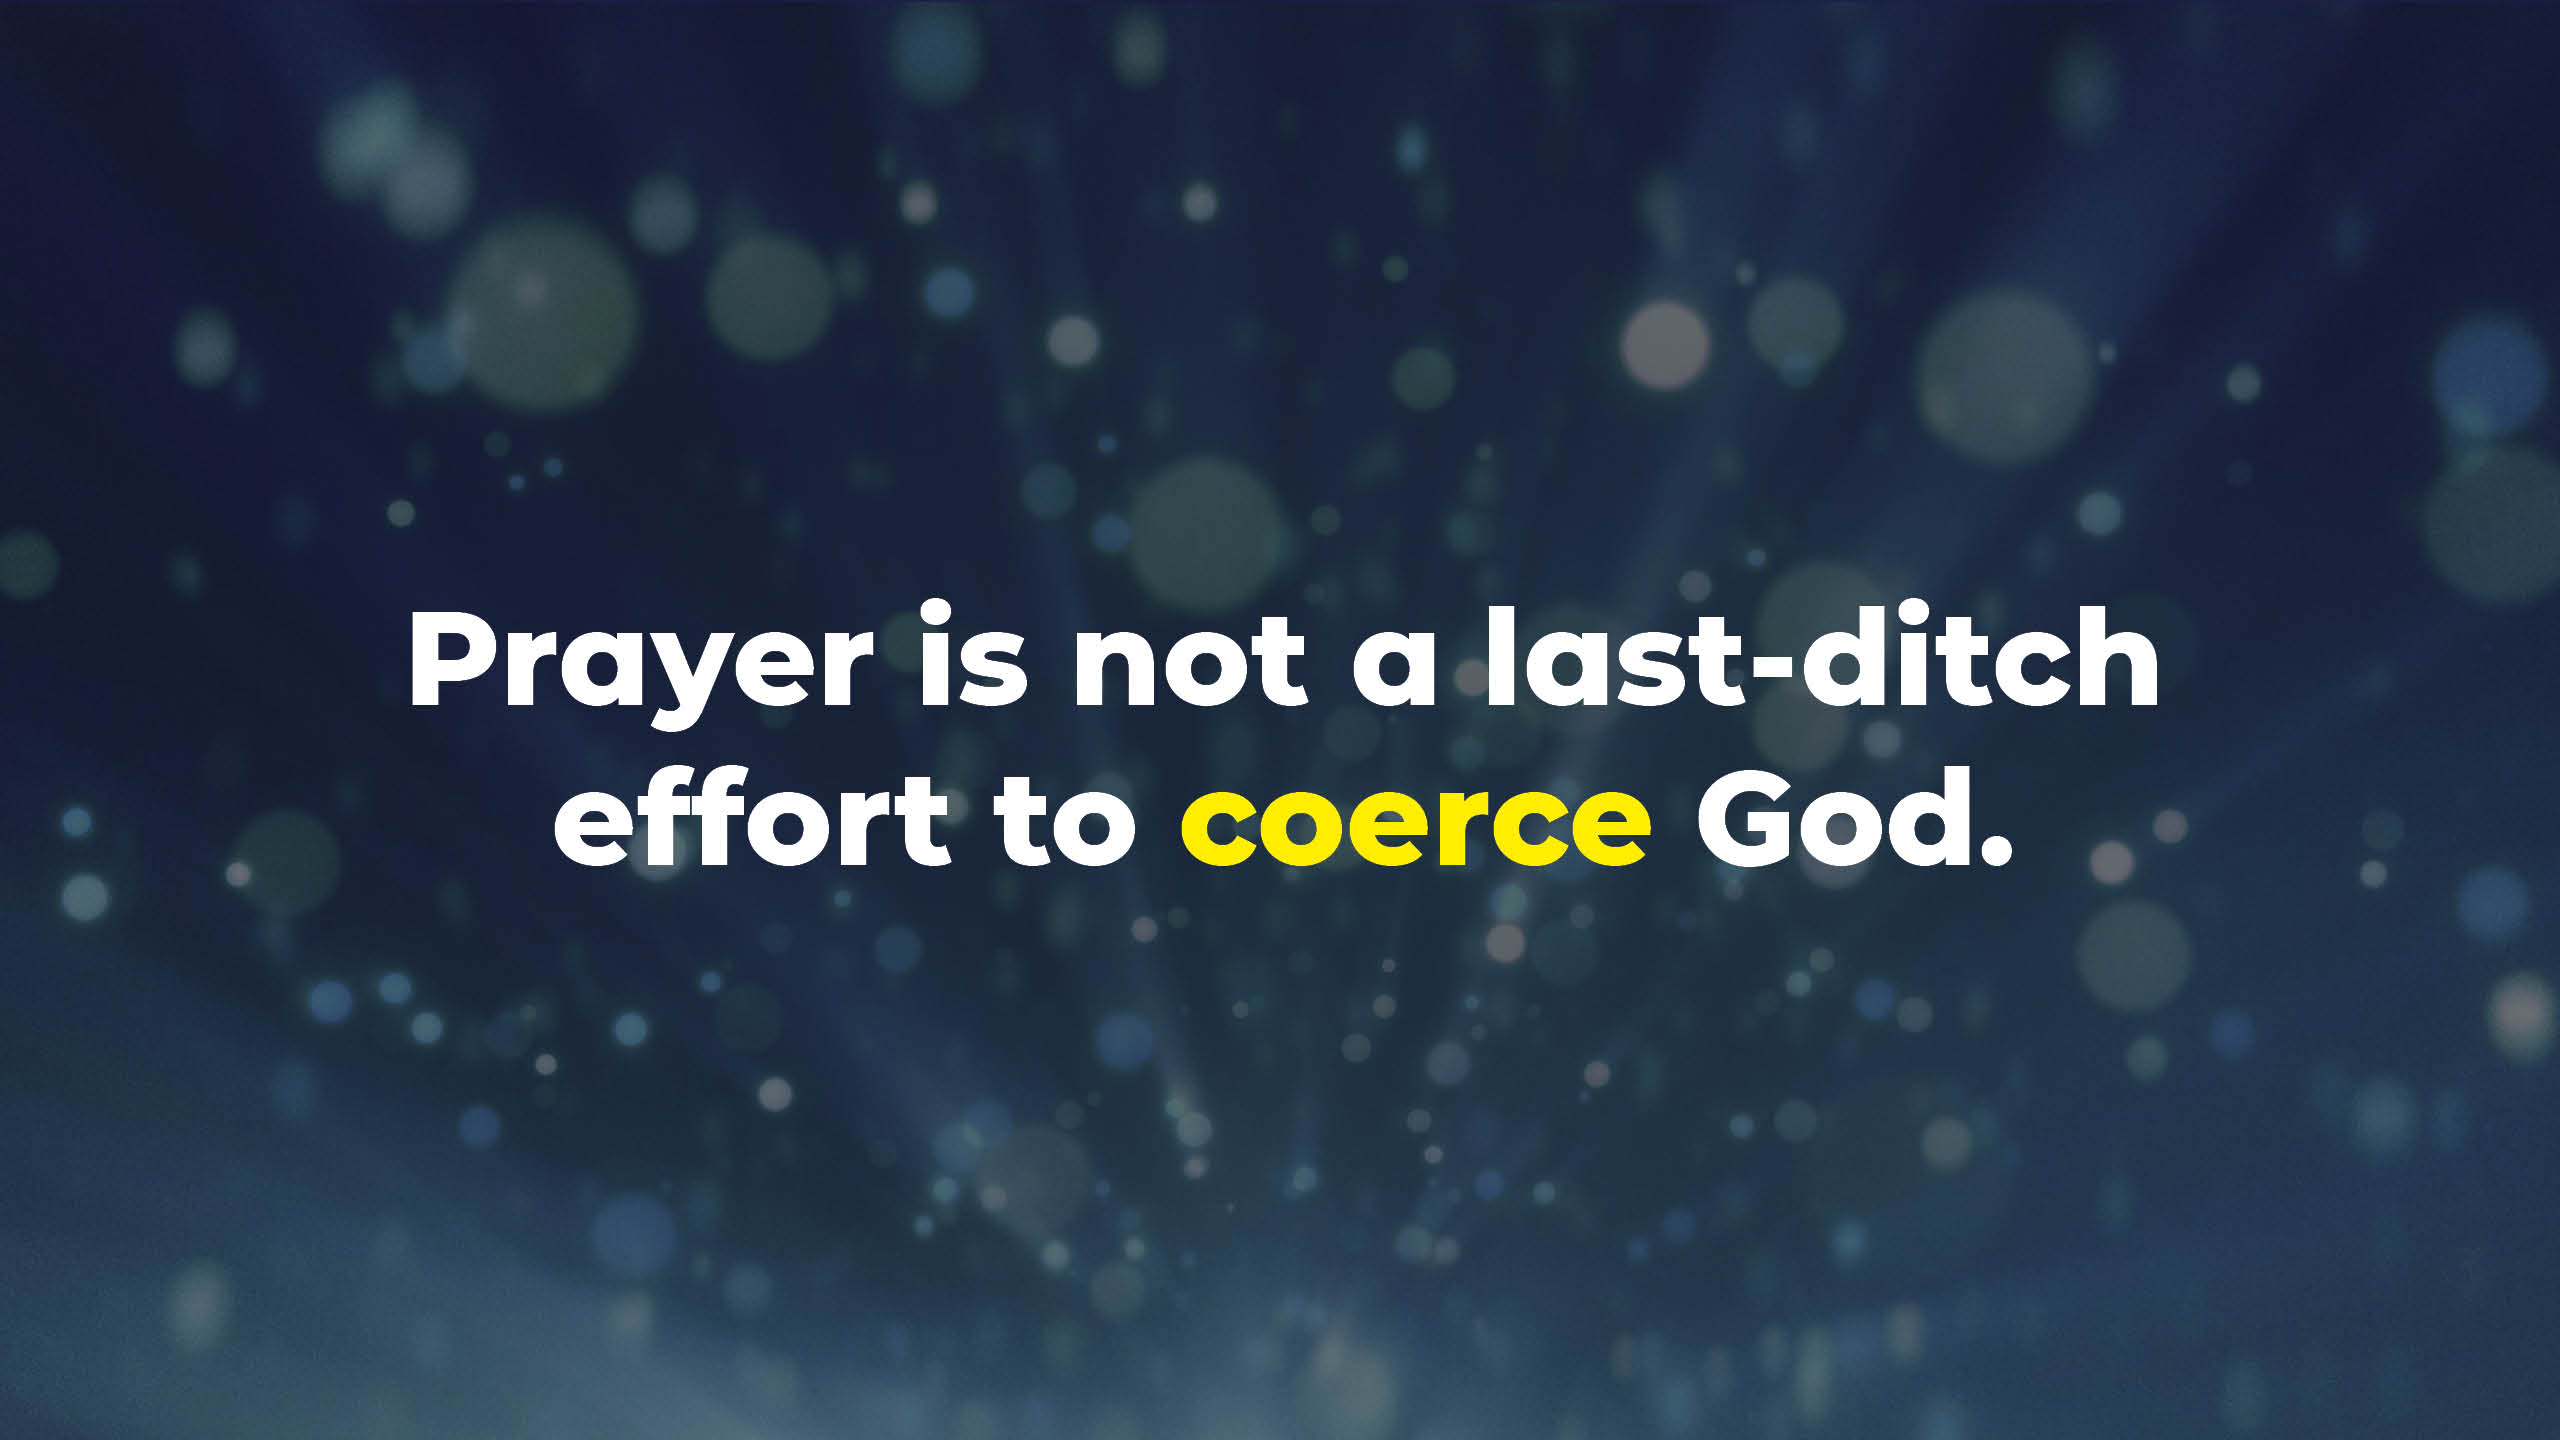 Prayer is not a last-ditch
effort to coerce God.